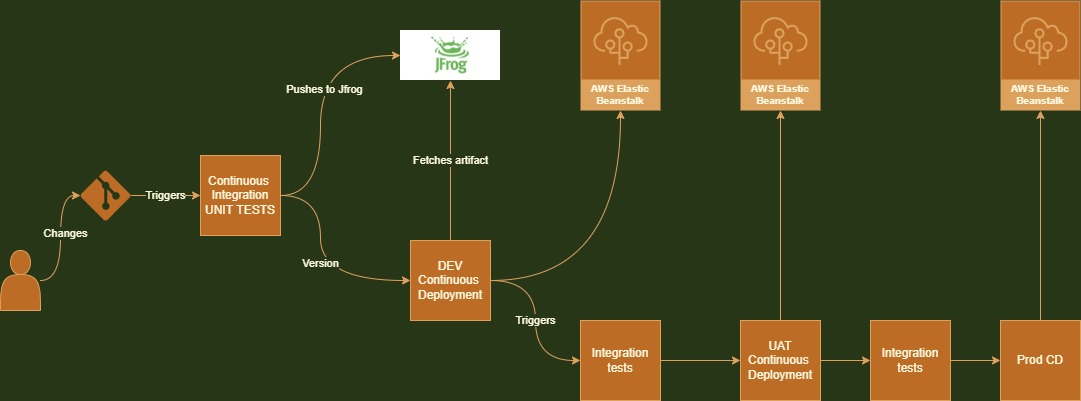 JFrog
AWS Elastic
Beanstalk
AWS Elastic
Beanstalk
AWS Elastic
Beanstalk
Pushes to Jfrog
Fetches artifact
Continuous
Integration
UNIT TESTS
Triggers
Changes
Version
DEV
Continuous
Deployment
Triggers
Integration
tests
UAT
Continuous
Deployment
Integration
tests
Prod CD